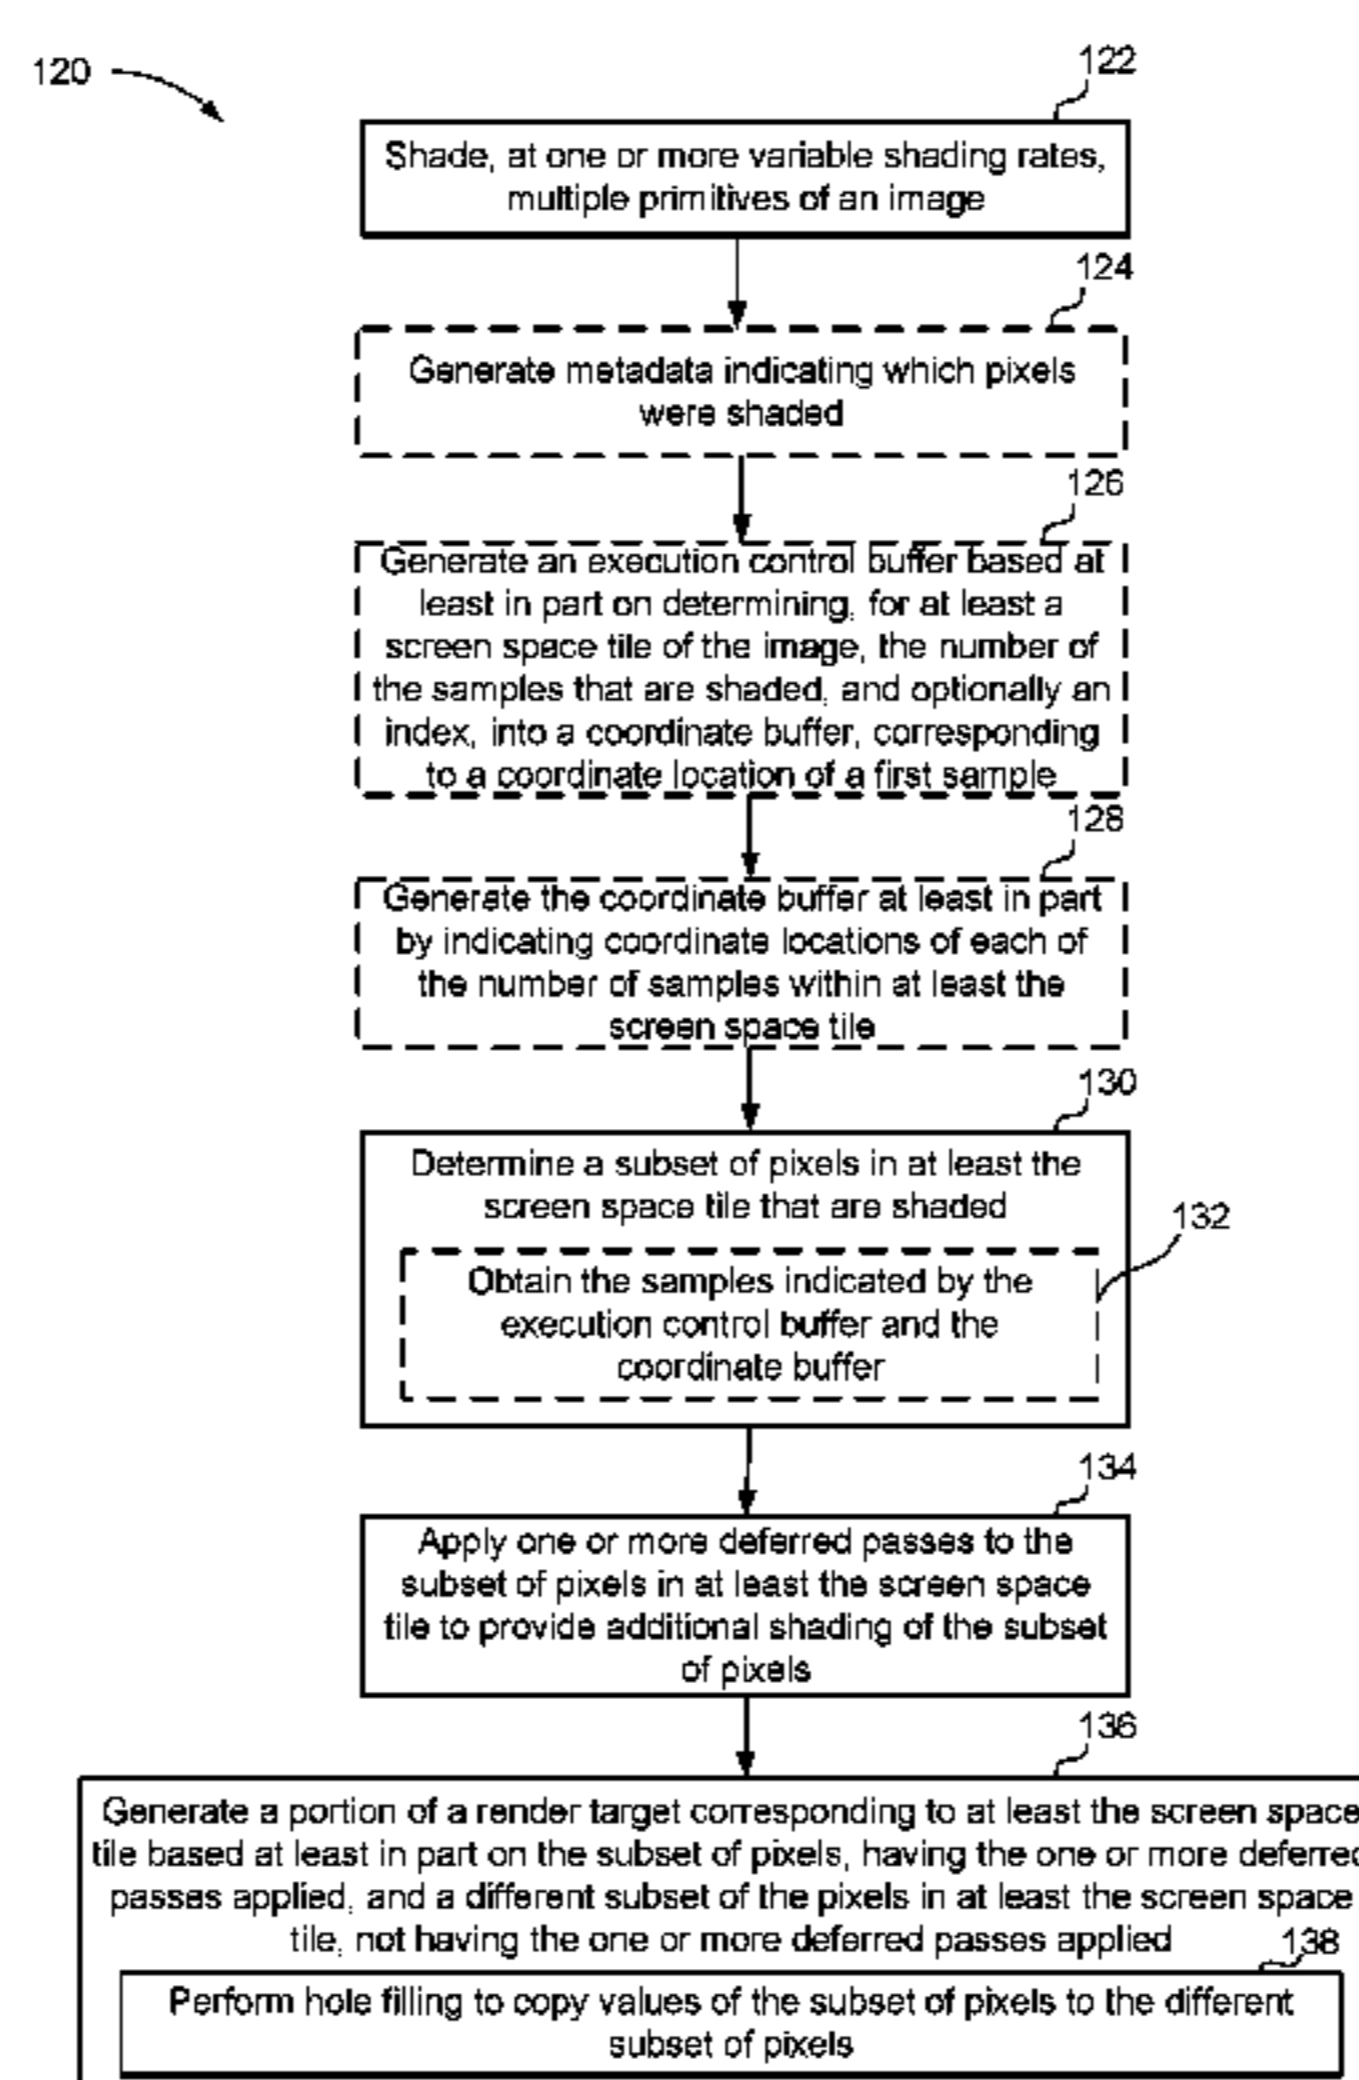 120
122
Shade, at one or more variable shading rates,
multiple primitives of an image
124
Generate metadata indicating which pixels
were shaded
126
Generate an execution control buffer based at
least in part on determining, for at least a
screen space tile of the image, the number of
the samples that are shaded, and optionally an
index, into a coordinate buffer, corresponding
to a coordinate location of a first sample
128
Generate the coordinate buffer at least in part
by indicating coordinate locations of each of
the number of samples within at least the
screen space tile
130
Determine a subset of pixels in at least the
screen space tile that are shaded
132
Obtain the samples indicated by the
execution control buffer and the
coordinate buffer
134
Apply one or more deferred passes to the
subset of pixels in at least the screen space
tile to provide additional shading of the subset
of pixels
136
Generate a portion of a render target corresponding to at least the screen space
tile based at least in part on the subset of pixels, having the one or more deferred
passes applied, and a different subset of the pixels in at least the screen space
tile, not having the one or more deferred passes applied
138
Perform hole filling to copy values of the subset of pixels to the different
subset of pixels